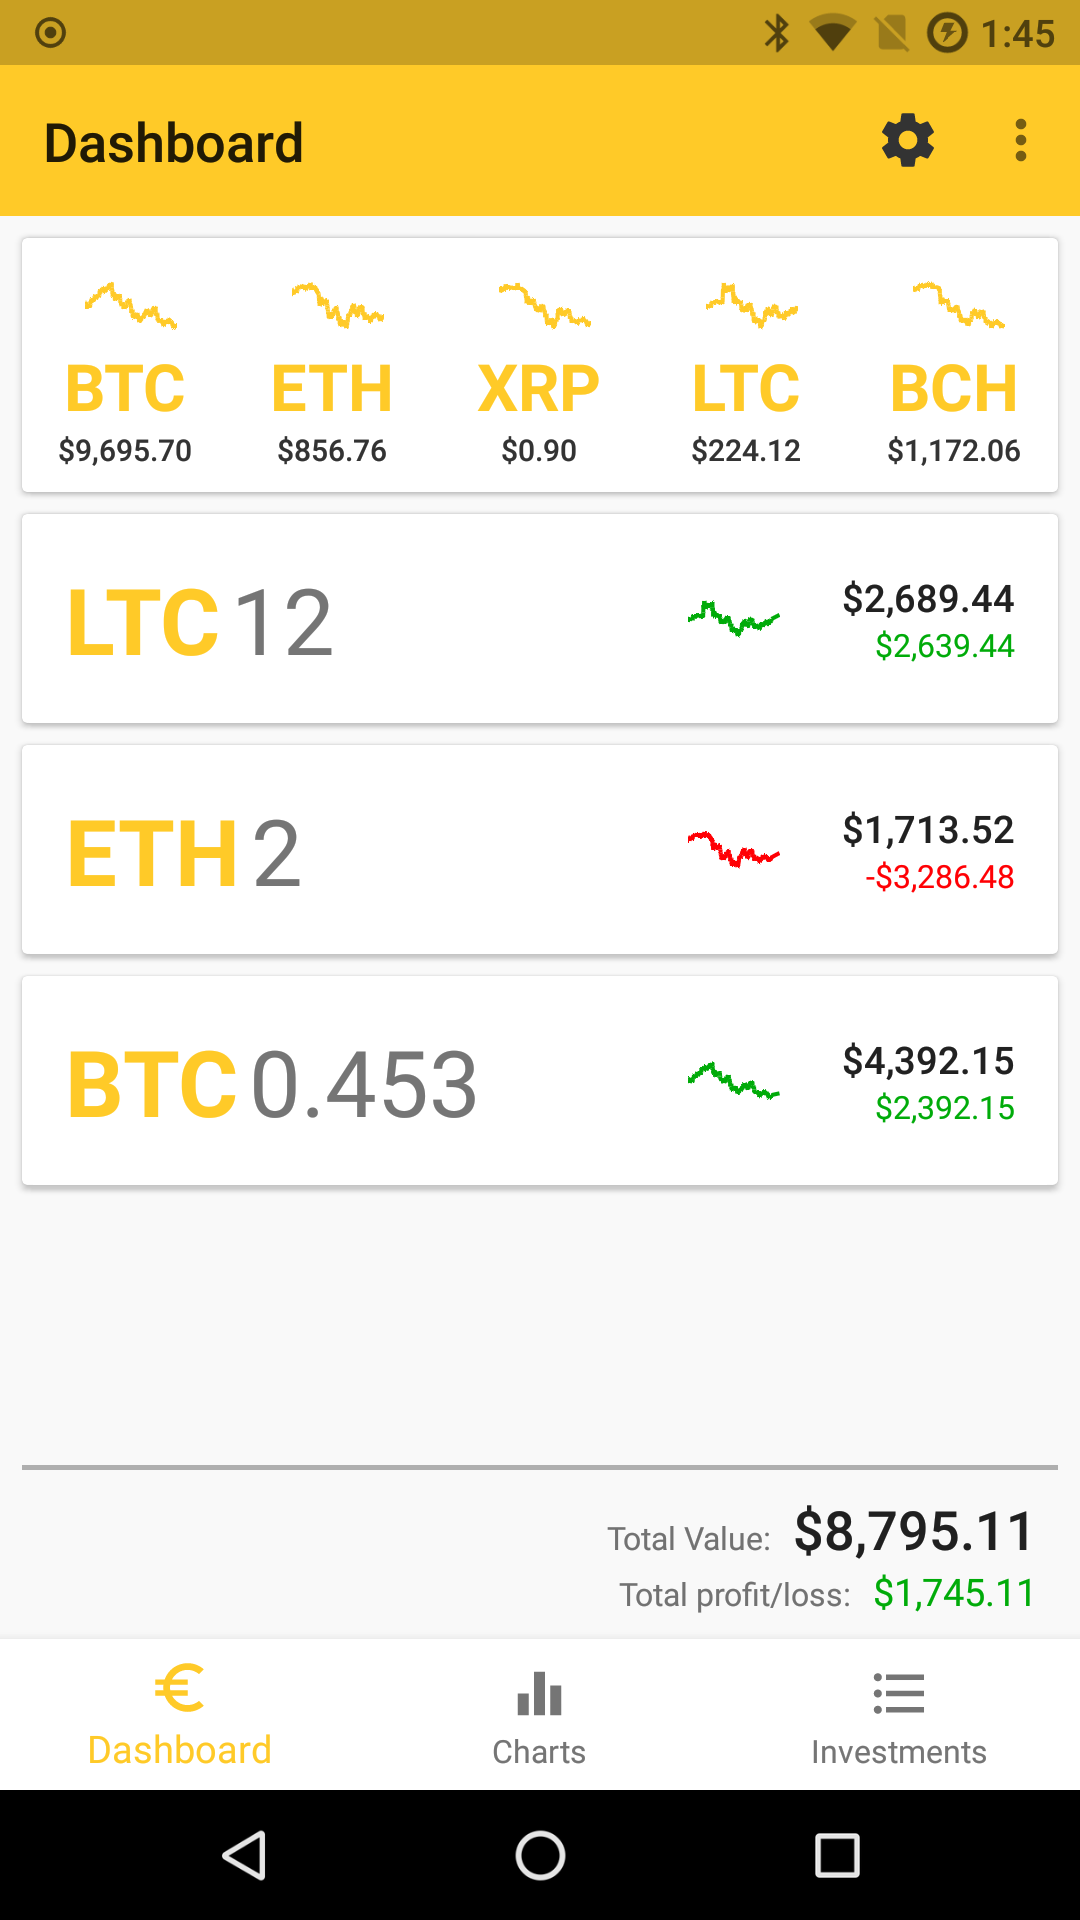 1:45
Dashboard
BTC ETH XRP LTC BCH
$9,695.70 $856.76 $0.90 $224.12 $1,172.06
LTC 12 $2,689.44
$2,639.44
ETH 2 $1,713.52
-$3,286.48
BTC 0.453 $4,392.15
$2,392.15
Total Value: $8,795.11
Total profit/loss: $1,745.11
Dashboard Charts Investments